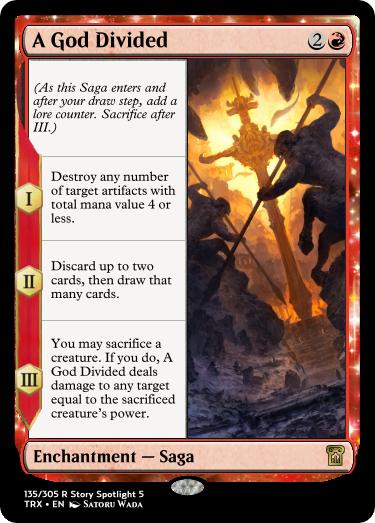 A God Divided
2
(As this Saga enters and
after your draw step, add a
lore counter. Sacrifice after
III.)
I
Destroy any number
of target artifacts with
total mana value 4 or
less.
II
Discard up to two
cards, then draw that
many cards.
III
You may sacrifice a
creature. If you do, A
God Divided deals
damage to any target
equal to the sacrificed
creature's power.
Enchantment — Saga
135/305 R Story Spotlight 5
TRX • EN Satoru Wada